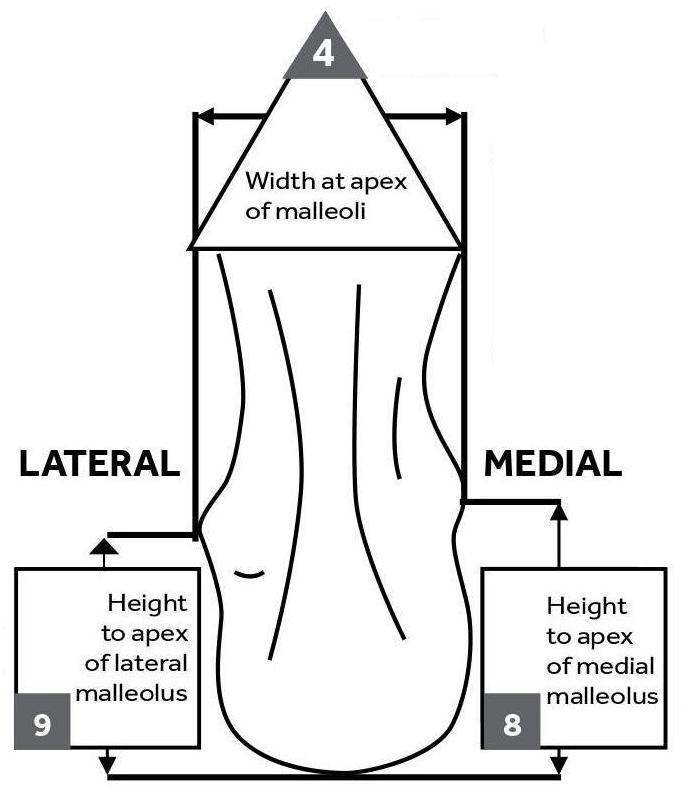 4
Width at apex
of malleoli
LATERAL
MEDIAL
Height
to apex
of lateral
malleolus
9
Height
to apex
of medial
malleolus
8